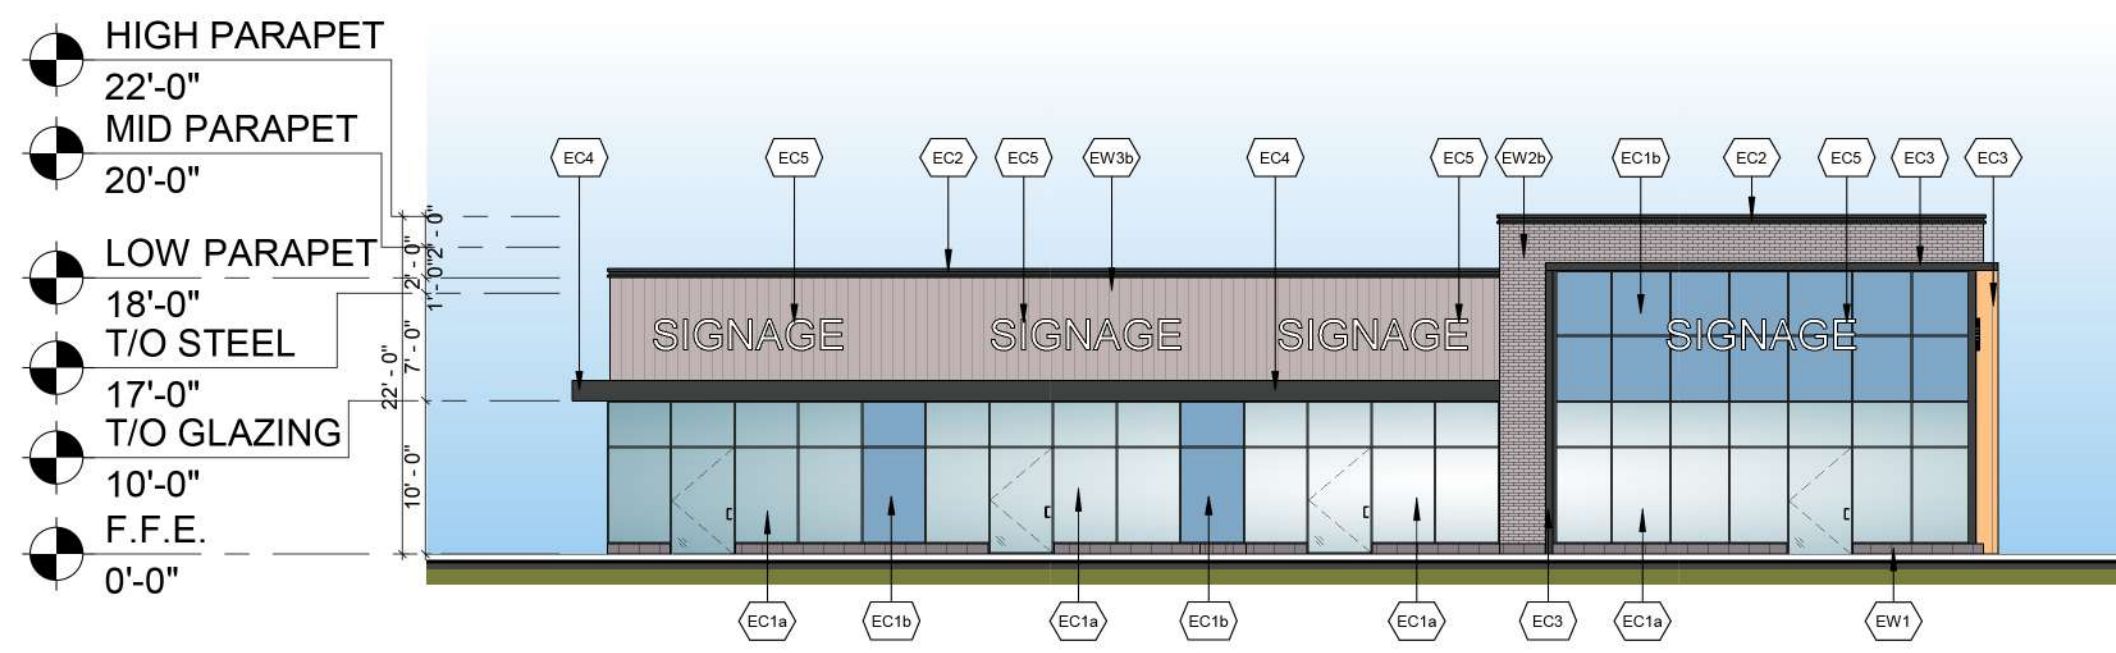 HIGH PARAPET
22'-0"
MID PARAPET
20'-0"
LOW PARAPET
18'-0"
T/O STEEL
17'-0"
T/O GLAZING
10'-0"
F.F.E.
0'-0"
2' - 0"
2' - 0"
1' - 0"
7' - 0"
22' - 0"
10' - 0"
EC4
EC5
EC2
EC5
EW3b
EC4
EC5
EW2b
EC1b
EC2
EC5
EC3
EC3
SIGNAGE
SIGNAGE
SIGNAGE
SIGNAGE
EC1a
EC1b
EC1a
EC1b
EC1a
EC3
EC1a
EW1